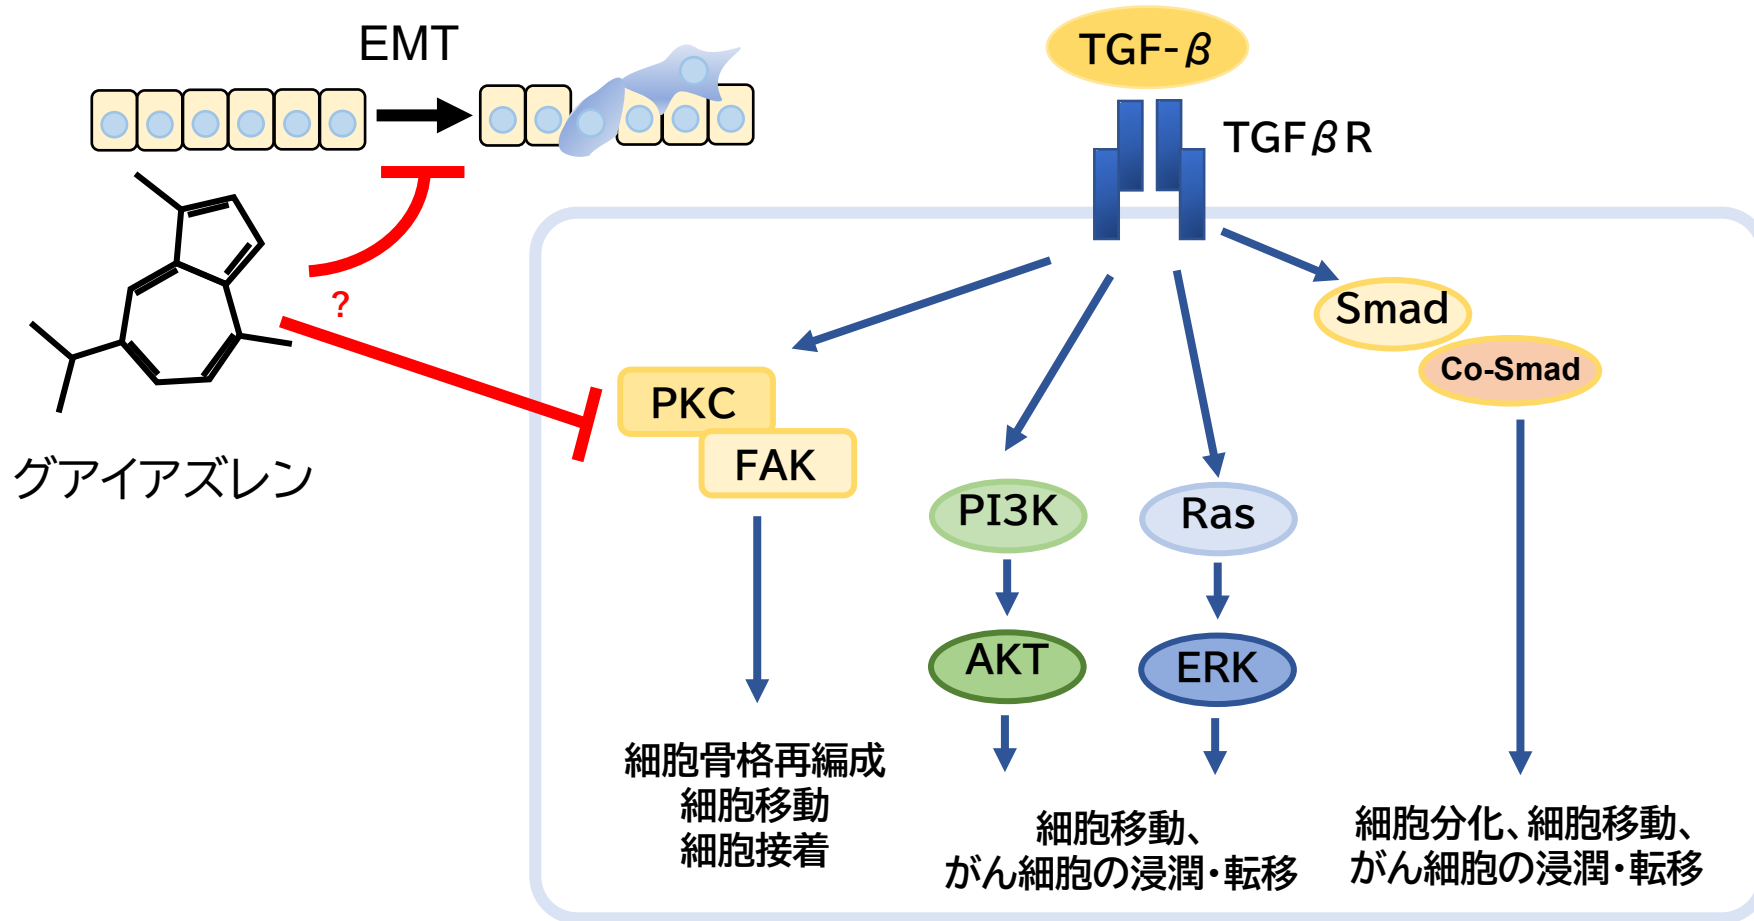 EMT
TGF-β
TGFβR
?
グアイアズレン
Smad
Co-Smad
PKC
FAK
PI3K
Ras
AKT
ERK
細胞骨格再編成
細胞移動
細胞接着
細胞移動、
がん細胞の浸潤・転移
細胞分化、細胞移動、
がん細胞の浸潤・転移